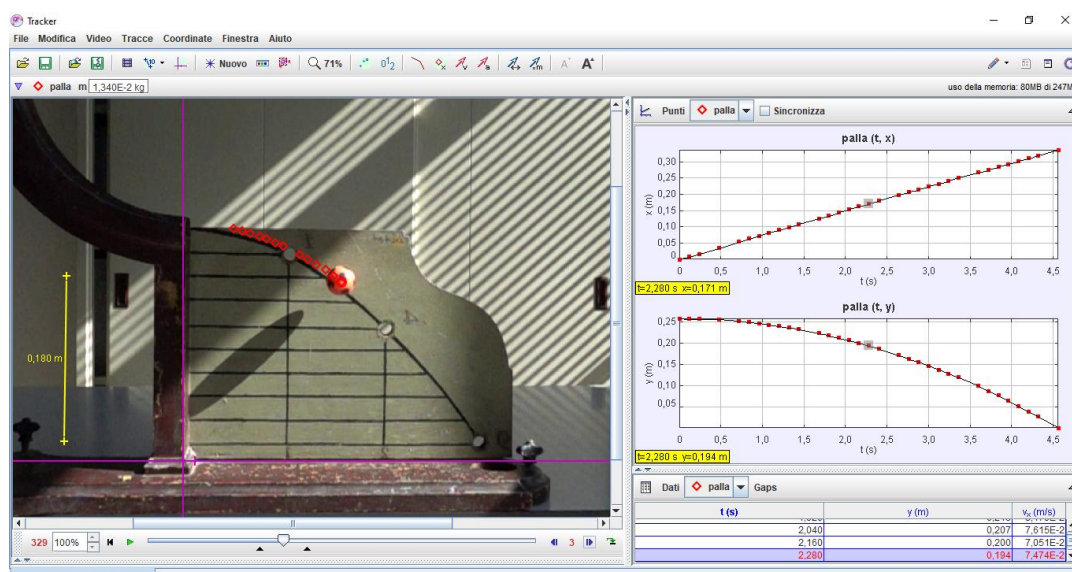 Tracker
File Modifica Video Tracce Coordinate Finestra Aiuto
Nuovo 71%
palla m 1,340E-2 kg uso della memoria: 80MB di 247M
0,180 m
329 100% 3
Punti palla Sincronizza
palla (t, x)
0,30
0,25
0,20
0,15
0,10
0,05
x (m)
0 0,5 1,0 1,5 2,0 2,5 3,0 3,5 4,0 4,5
t (s)
t=2,280 s x=0,171 m
palla (t, y)
0,25
0,20
0,15
0,10
0,05
y (m)
0 0,5 1,0 1,5 2,0 2,5 3,0 3,5 4,0 4,5
t (s)
t=2,280 s y=0,194 m
Dati palla Gaps
t (s) y (m) vx (m/s)
2,040 0,207 7,615E-2
2,160 0,200 7,051E-2
2,280 0,194 7,474E-2